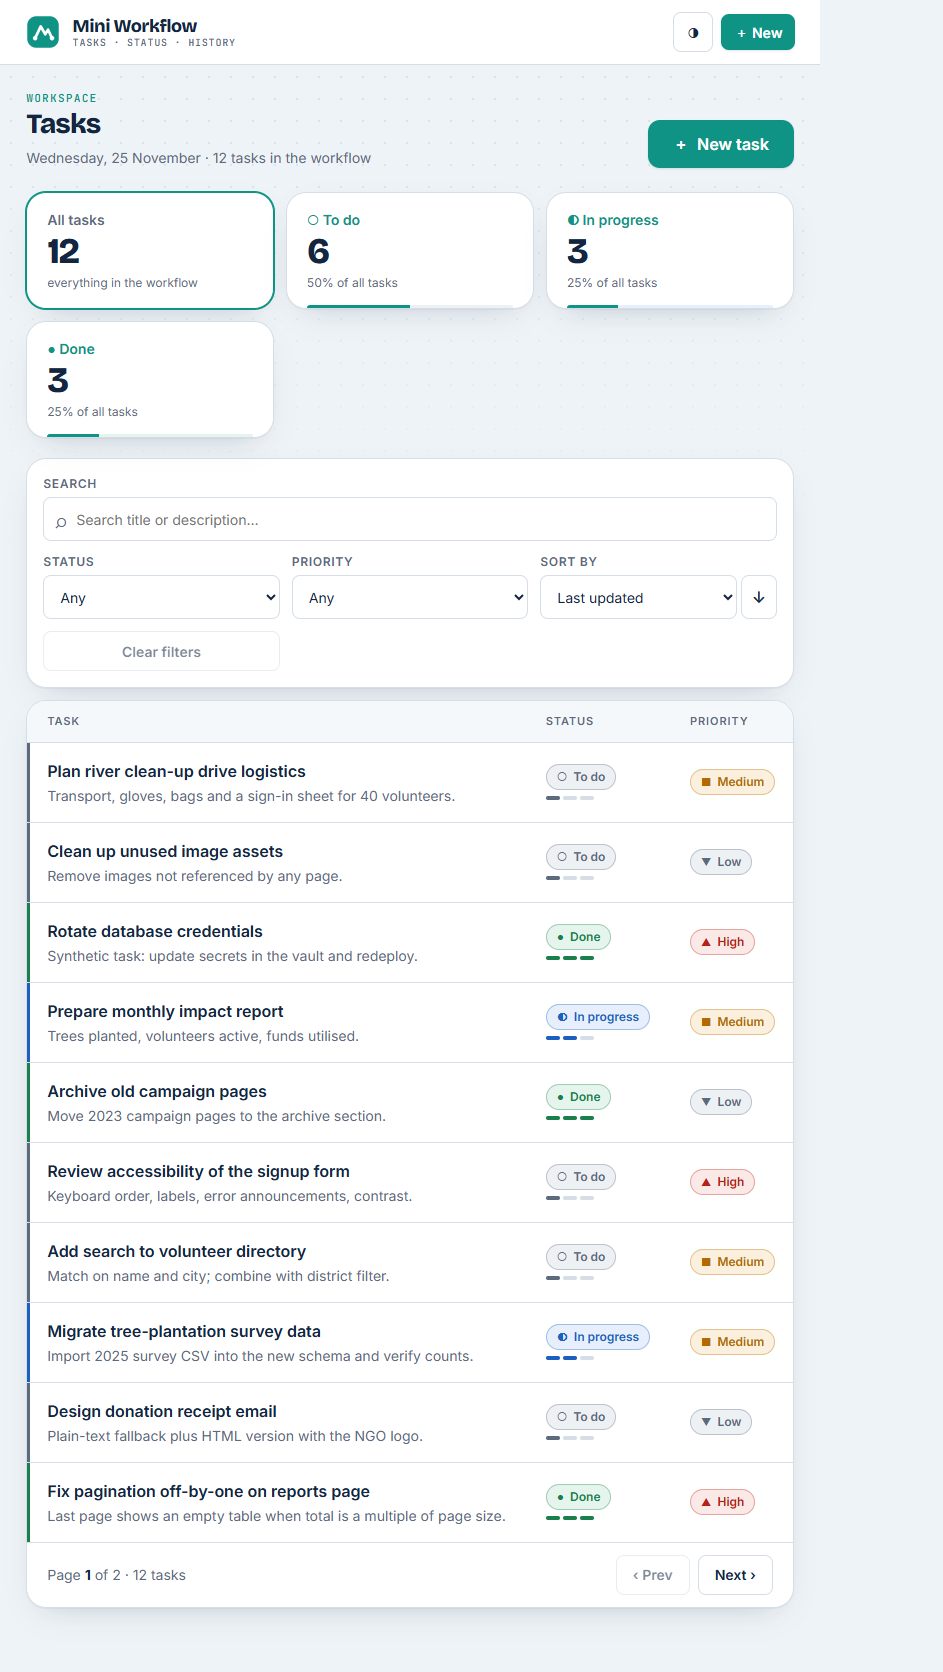 Mini Workflow
TASKS · STATUS · HISTORY
+ New
WORKSPACE
Tasks
Wednesday, 25 November · 12 tasks in the workflow
+ New task
All tasks
12
everything in the workflow
○ To do
6
50% of all tasks
◐ In progress
3
25% of all tasks
● Done
3
25% of all tasks
SEARCH
Search title or description...
STATUS PRIORITY SORT BY
Any Any Last updated ↓
Clear filters
TASK STATUS PRIORITY
Plan river clean-up drive logistics
Transport, gloves, bags and a sign-in sheet for 40 volunteers.
○ To do ■ Medium
Clean up unused image assets
Remove images not referenced by any page.
○ To do ▼ Low
Rotate database credentials
Synthetic task: update secrets in the vault and redeploy.
● Done ▲ High
Prepare monthly impact report
Trees planted, volunteers active, funds utilised.
◐ In progress ■ Medium
Archive old campaign pages
Move 2023 campaign pages to the archive section.
● Done ▼ Low
Review accessibility of the signup form
Keyboard order, labels, error announcements, contrast.
○ To do ▲ High
Add search to volunteer directory
Match on name and city; combine with district filter.
○ To do ■ Medium
Migrate tree-plantation survey data
Import 2025 survey CSV into the new schema and verify counts.
◐ In progress ■ Medium
Design donation receipt email
Plain-text fallback plus HTML version with the NGO logo.
○ To do ▼ Low
Fix pagination off-by-one on reports page
Last page shows an empty table when total is a multiple of page size.
● Done ▲ High
Page 1 of 2 · 12 tasks
‹ Prev Next ›